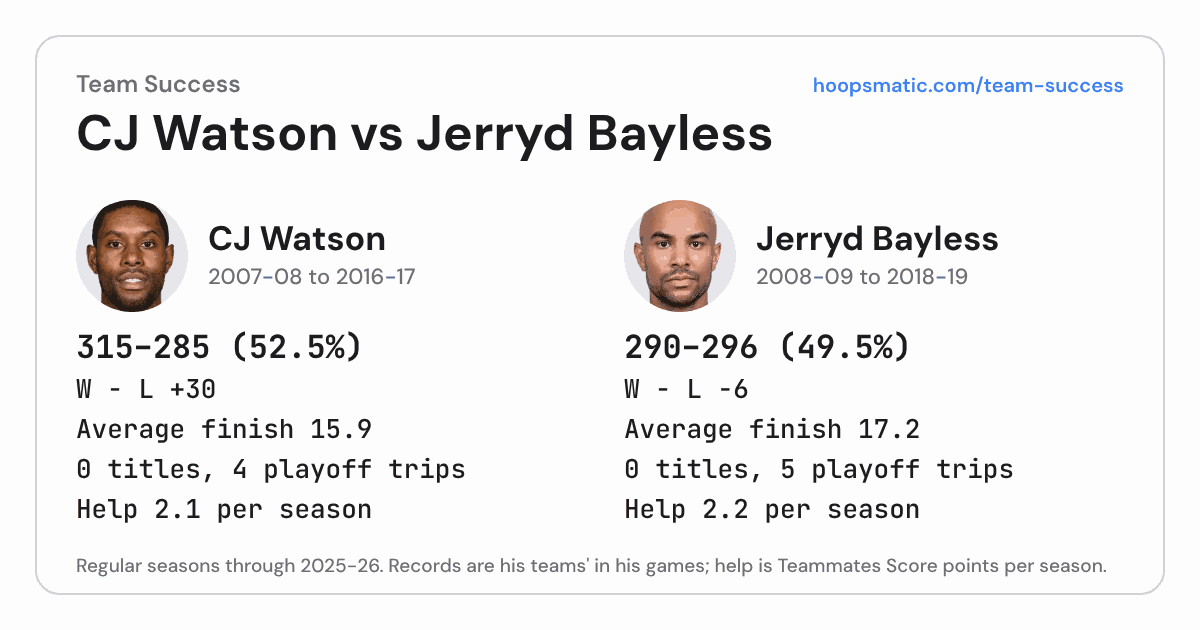 Team Success
hoopsmatic.com/team-success
CJ Watson vs Jerryd Bayless
CJ Watson
2007-08 to 2016-17
315-285 (52.5%)
W - L +30
Average finish 15.9
0 titles, 4 playoff trips
Help 2.1 per season
Jerryd Bayless
2008-09 to 2018-19
290-296 (49.5%)
W - L -6
Average finish 17.2
0 titles, 5 playoff trips
Help 2.2 per season
Regular seasons through 2025-26. Records are his teams' in his games; help is Teammates Score points per season.